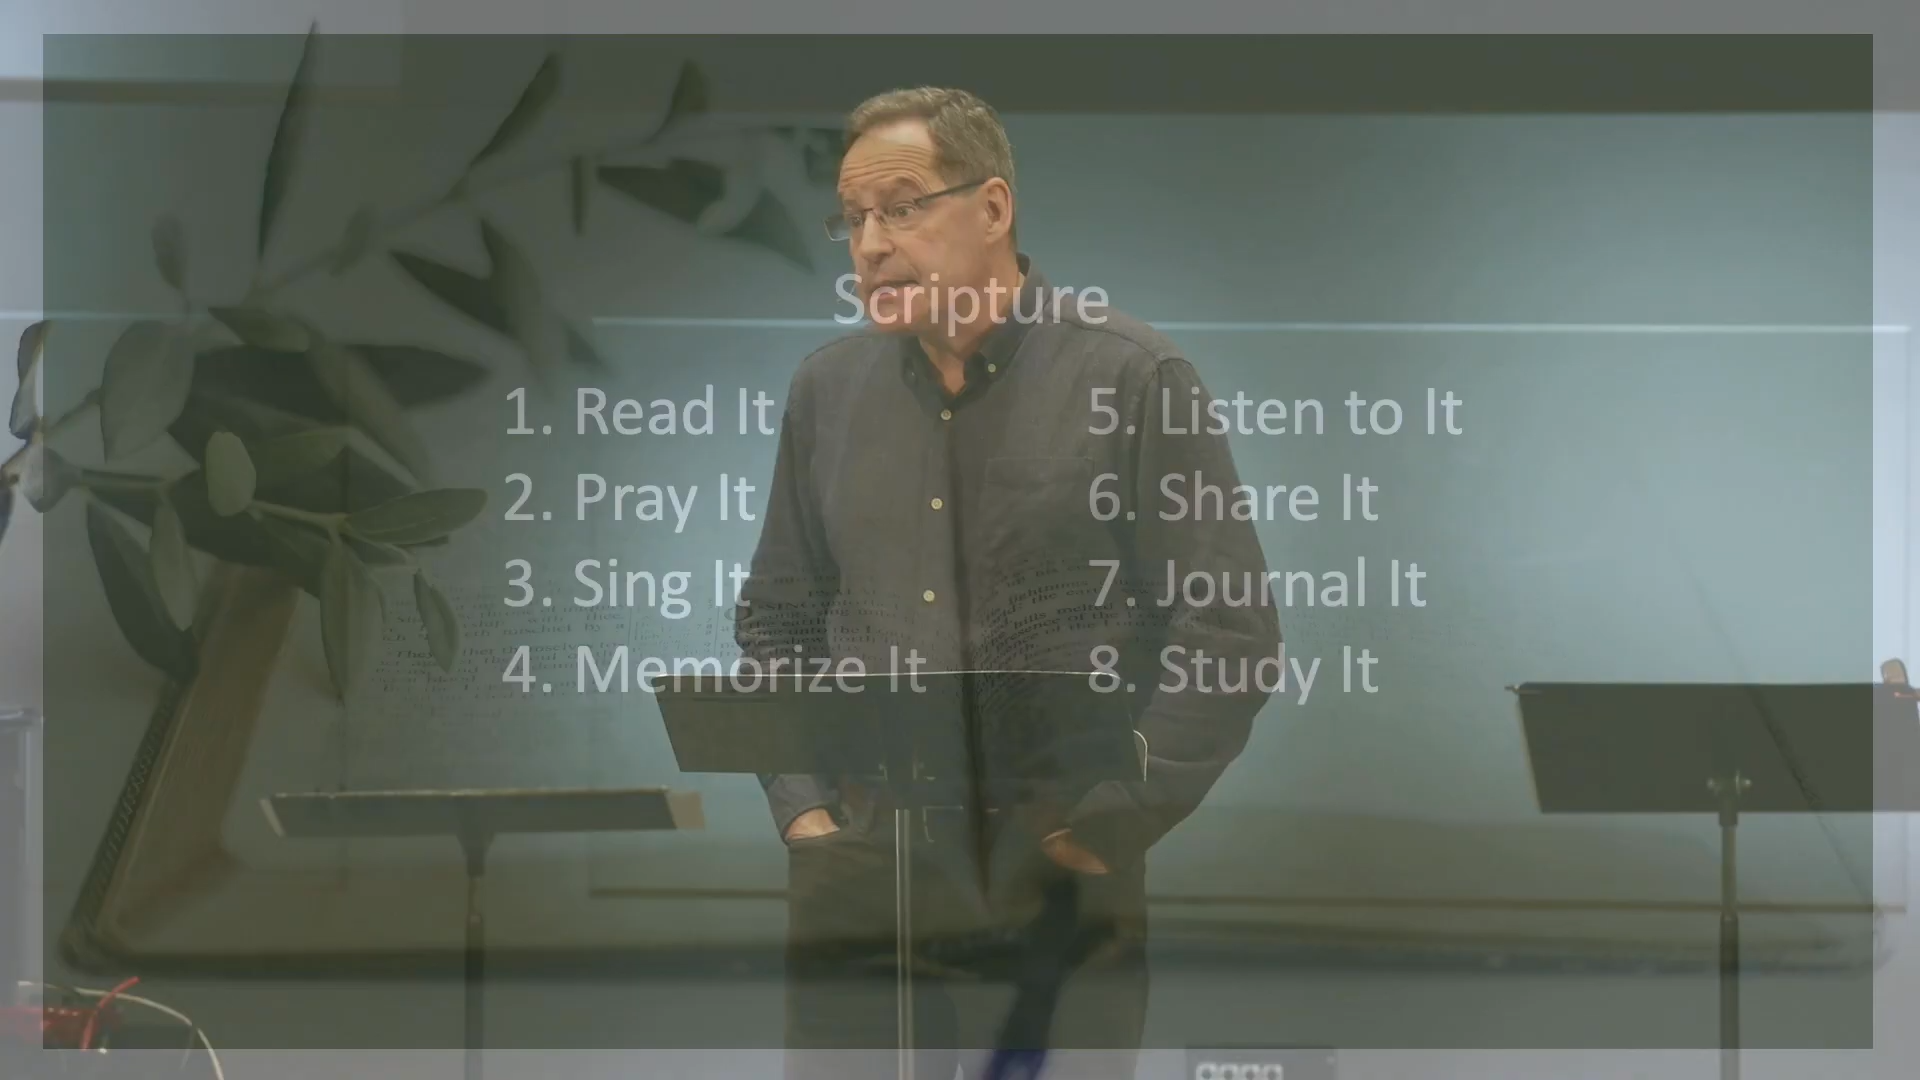 Scripture
1. Read It
2. Pray It
3. Sing It
4. Memorize It
5. Listen to It
6. Share It
7. Journal It
8. Study It